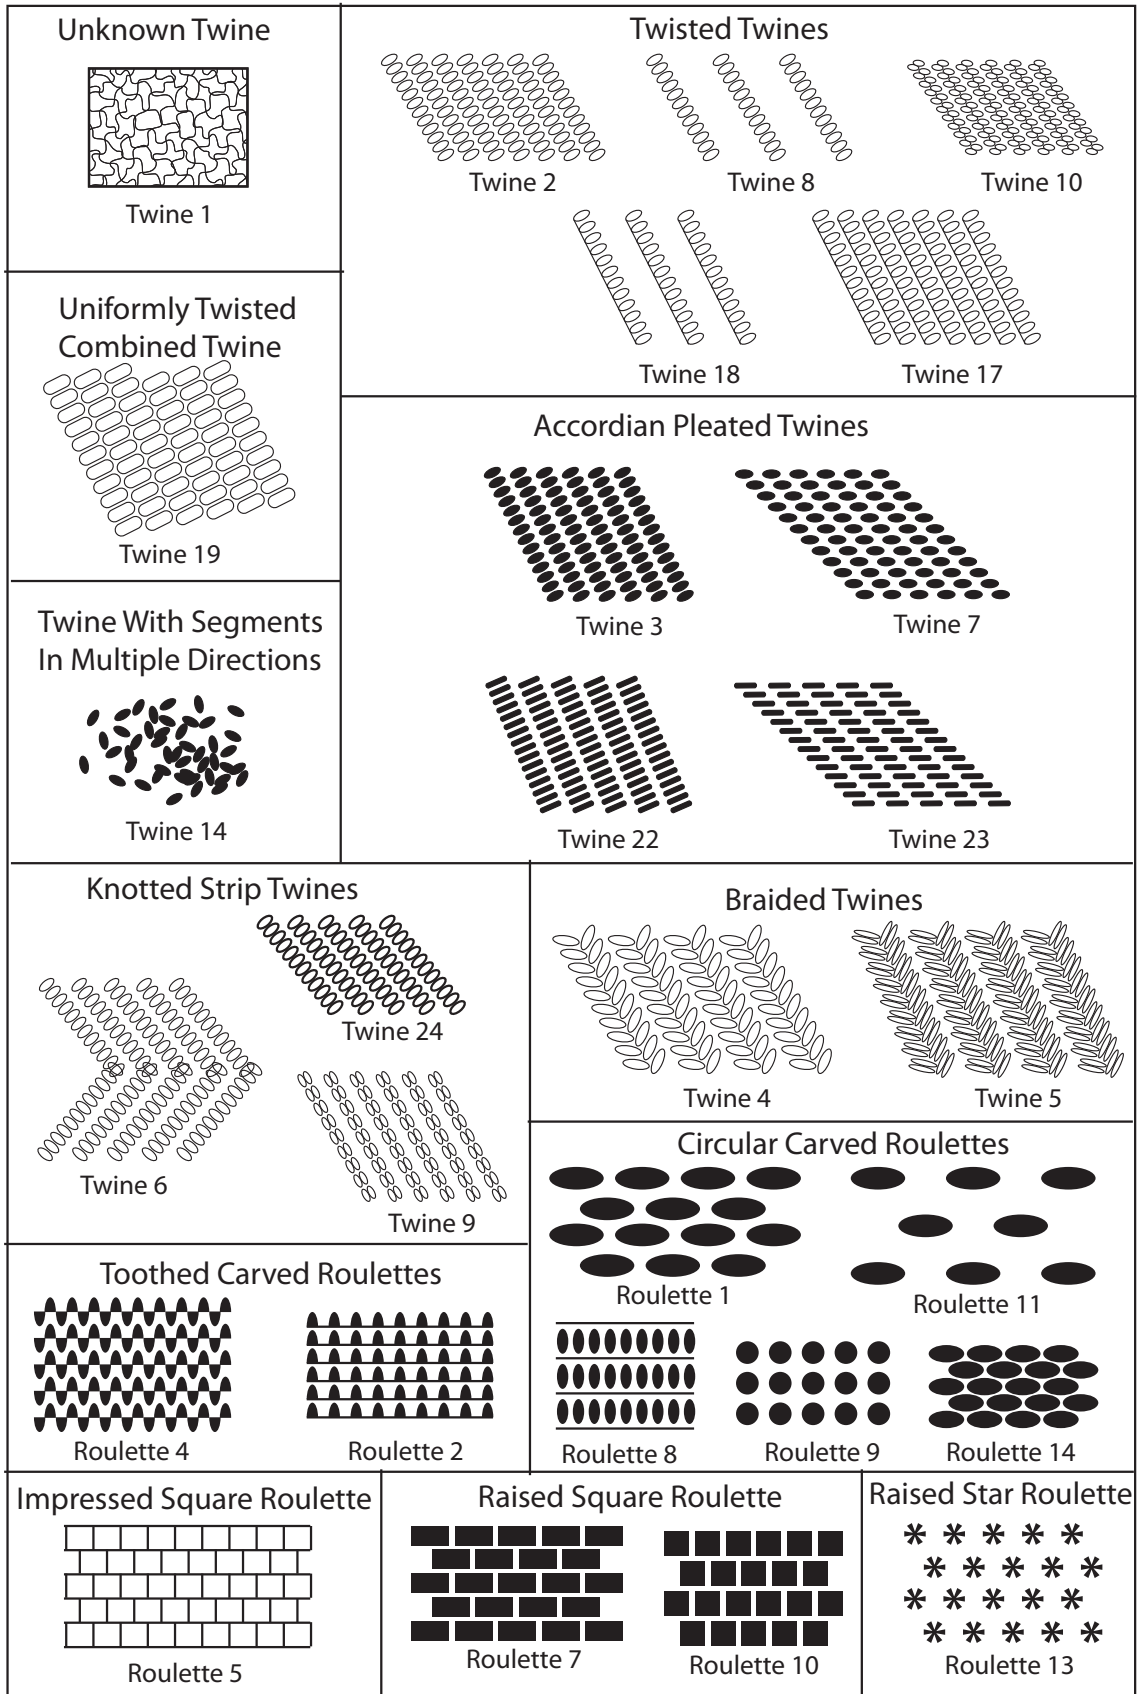 Unknown Twine
Twine 1
Twisted Twines
Twine 2
Twine 8
Twine 10
Twine 18
Twine 17
Uniformly Twisted
Combined Twine
Twine 19
Accordian Pleated Twines
Twine 3
Twine 7
Twine 22
Twine 23
Twine With Segments
In Multiple Directions
Twine 14
Knotted Strip Twines
Twine 24
Twine 6
Twine 9
Braided Twines
Twine 4
Twine 5
Circular Carved Roulettes
Roulette 1
Roulette 11
Roulette 8
Roulette 9
Roulette 14
Toothed Carved Roulettes
Roulette 4
Roulette 2
Impressed Square Roulette
Roulette 5
Raised Square Roulette
Roulette 7
Roulette 10
Raised Star Roulette
Roulette 13